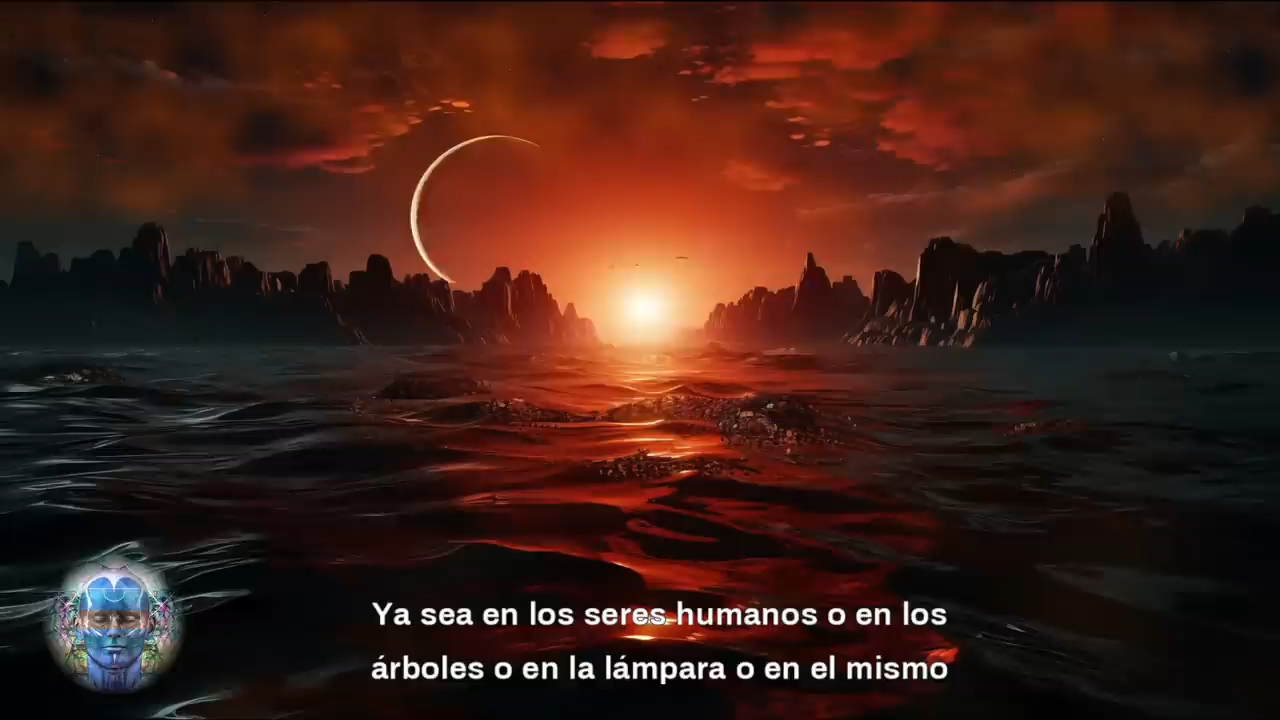 Ya sea en los seres humanos o en los
árboles o en la lámpara o en el mismo